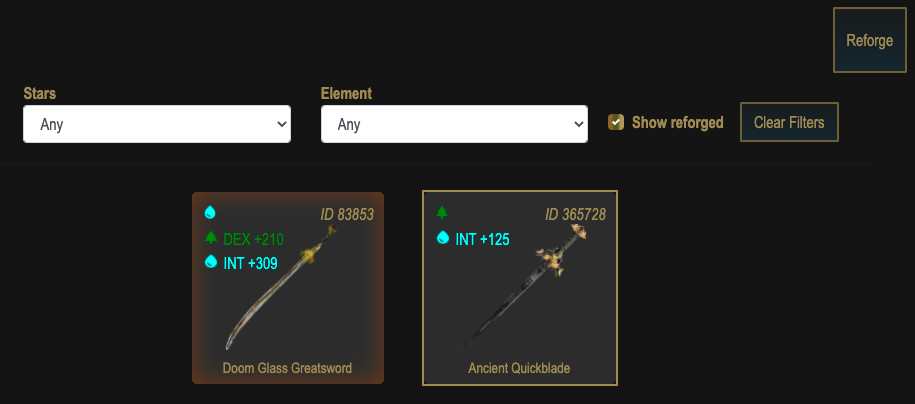 Reforge
Stars
Element
Any
Any
Show reforged
Clear Filters
ID 83853
DEX +210
INT +309
Doom Glass Greatsword
ID 365728
INT +125
Ancient Quickblade